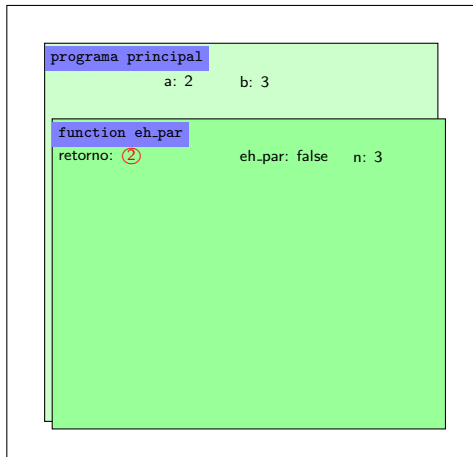 programa principal
a: 2 b: 3
function eh_par
retorno: 2 eh_par: false n: 3